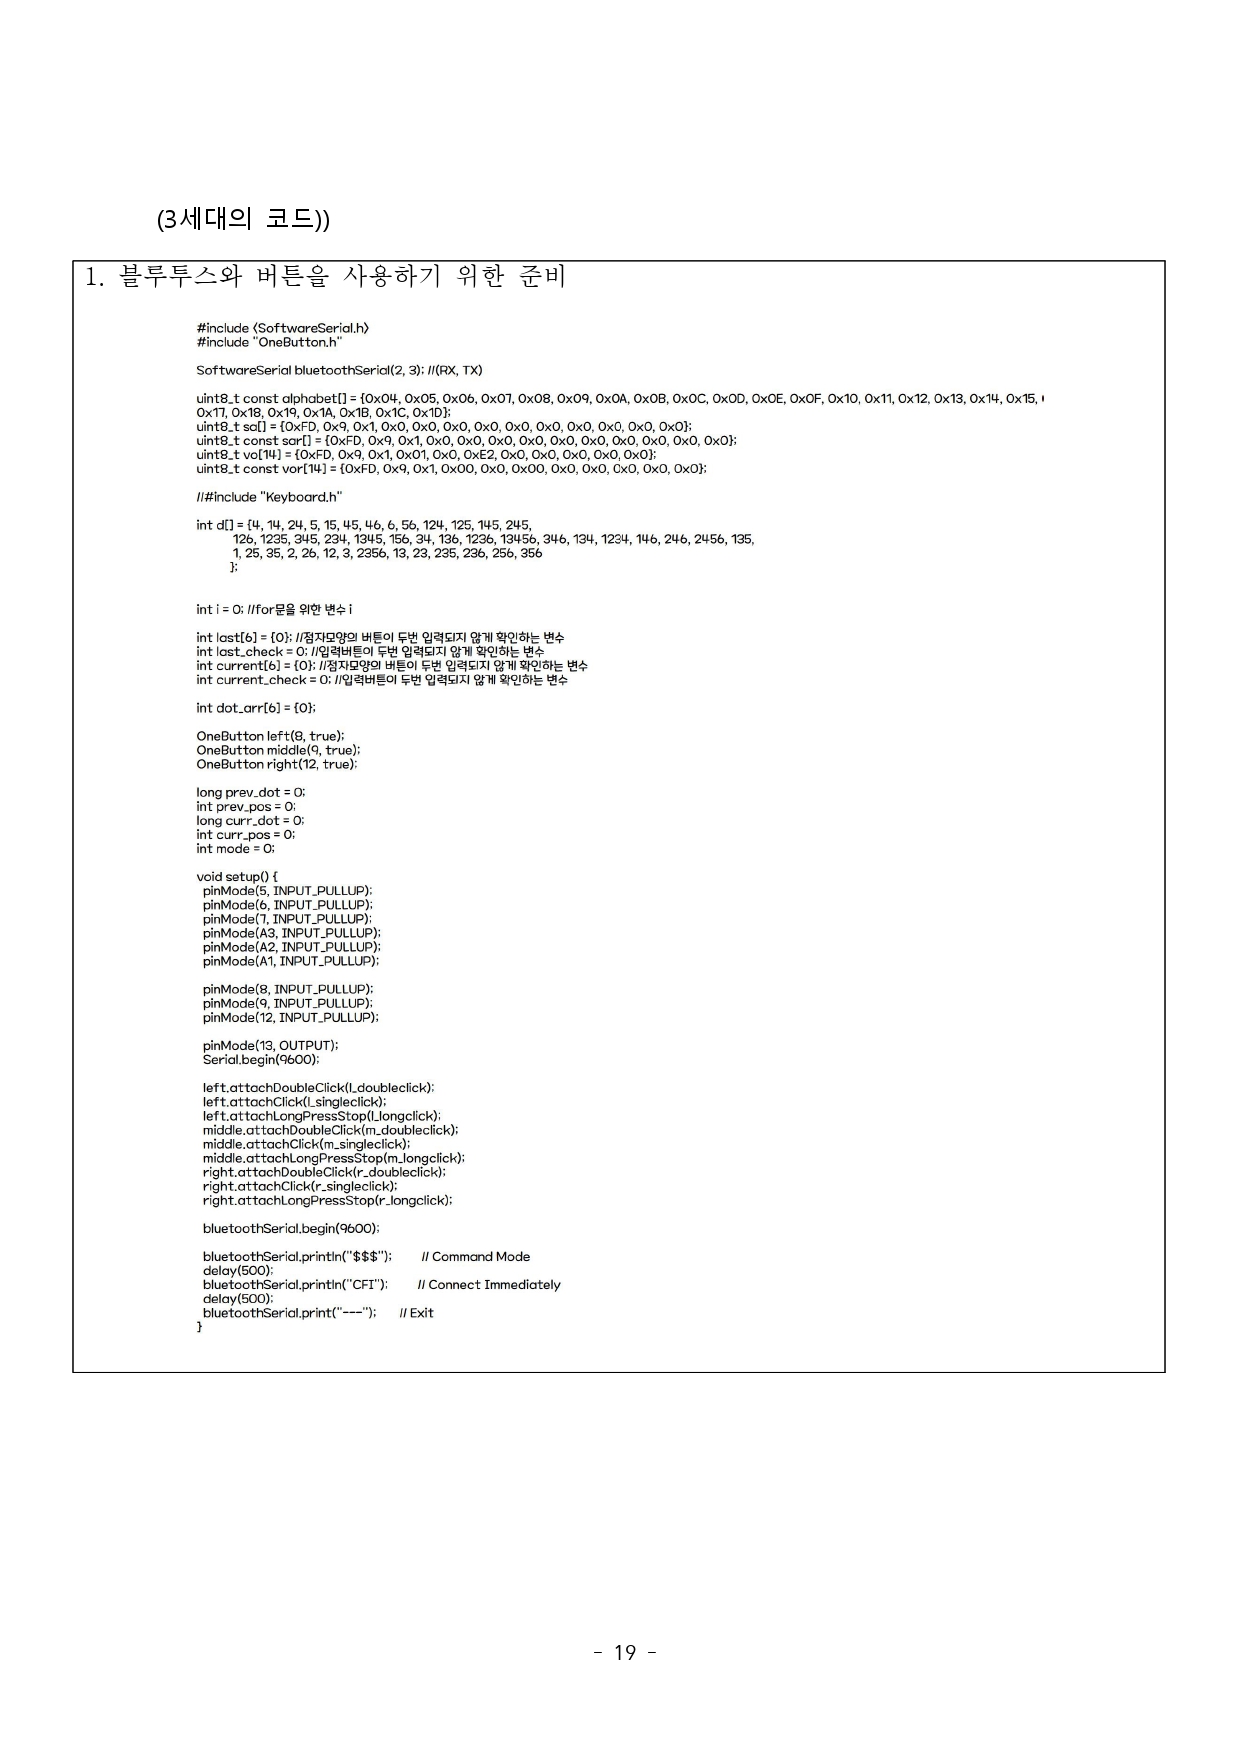 (3세대의 코드))
1. 블루투스와 버튼을 사용하기 위한 준비
#include <SoftwareSerial.h>
#include "OneButton.h"
SoftwareSerial bluetoothSerial(2, 3); //(RX, TX)
uint8_t const alphabet[] = {0x04, 0x05, 0x06, 0x07, 0x08, 0x09, 0x0A, 0x0B, 0x0C, 0x0D, 0x0E, 0x0F, 0x10, 0x11, 0x12, 0x13, 0x14, 0x15,
0x17, 0x18, 0x19, 0x1A, 0x1B, 0x1C, 0x1D};
uint8_t sa[] = {0xFD, 0x9, 0x1, 0x0, 0x0, 0x0, 0x0, 0x0, 0x0, 0x0, 0x0, 0x0};
uint8_t const sar[] = {0xFD, 0x9, 0x1, 0x0, 0x0, 0x0, 0x0, 0x0, 0x0, 0x0, 0x0, 0x0, 0x0};
uint8_t vo[14] = {0xFD, 0x9, 0x1, 0x01, 0x0, 0xE2, 0x0, 0x0, 0x0, 0x0, 0x0};
uint8_t const vor[14] = {0xFD, 0x9, 0x1, 0x00, 0x0, 0x00, 0x0, 0x0, 0x0, 0x0, 0x0};
//#include "Keyboard.h"
int d[] = {4, 14, 24, 5, 15, 45, 46, 6, 56, 124, 125, 145, 245,
126, 1235, 345, 234, 1345, 156, 34, 136, 1236, 13456, 346, 134, 1234, 146, 246, 2456, 135,
1, 25, 35, 2, 26, 12, 3, 2356, 13, 23, 235, 236, 256, 356
};
int i = 0; //for문을 위한 변수 i
int last[6] = {0}; //점자모양의 버튼이 두번 입력되지 않게 확인하는 변수
int last_check = 0; //입력버튼이 두번 입력되지 않게 확인하는 변수
int current[6] = {0}; //점자모양의 버튼이 두번 입력되지 않게 확인하는 변수
int current_check = 0; //입력버튼이 두번 입력되지 않게 확인하는 변수
int dot_arr[6] = {0};
OneButton left(8, true);
OneButton middle(9, true);
OneButton right(12, true);
long prev_dot = 0;
int prev_pos = 0;
long curr_dot = 0;
int curr_pos = 0;
int mode = 0;
void setup() {
pinMode(5, INPUT_PULLUP);
pinMode(6, INPUT_PULLUP);
pinMode(7, INPUT_PULLUP);
pinMode(A3, INPUT_PULLUP);
pinMode(A2, INPUT_PULLUP);
pinMode(A1, INPUT_PULLUP);
pinMode(8, INPUT_PULLUP);
pinMode(9, INPUT_PULLUP);
pinMode(12, INPUT_PULLUP);
pinMode(13, OUTPUT);
Serial.begin(9600);
left.attachDoubleClick(l_doubleclick);
left.attachClick(l_singleclick);
left.attachLongPressStop(l_longclick);
middle.attachDoubleClick(m_doubleclick);
middle.attachClick(m_singleclick);
middle.attachLongPressStop(m_longclick);
right.attachDoubleClick(r_doubleclick);
right.attachClick(r_singleclick);
right.attachLongPressStop(r_longclick);
bluetoothSerial.begin(9600);
bluetoothSerial.println("$$$"); // Command Mode
delay(500);
bluetoothSerial.println("CFI"); // Connect Immediately
delay(500);
bluetoothSerial.print("---"); // Exit
}
- 19 -